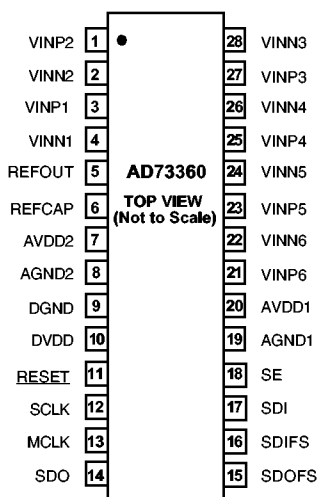 VINP2 1 28 VINN3
VINN2 2 27 VINP3
VINP1 3 26 VINN4
VINN1 4 25 VINP4
REFOUT 5 AD73360 24 VINN5
REFCAP 6 TOP VIEW 23 VINP5
(Not to Scale)
AVDD2 7 22 VINN6
AGND2 8 21 VINP6
DGND 9 20 AVDD1
DVDD 10 19 AGND1
RESET 11 18 SE
SCLK 12 17 SDI
MCLK 13 16 SDIFS
SDO 14 15 SDOFS